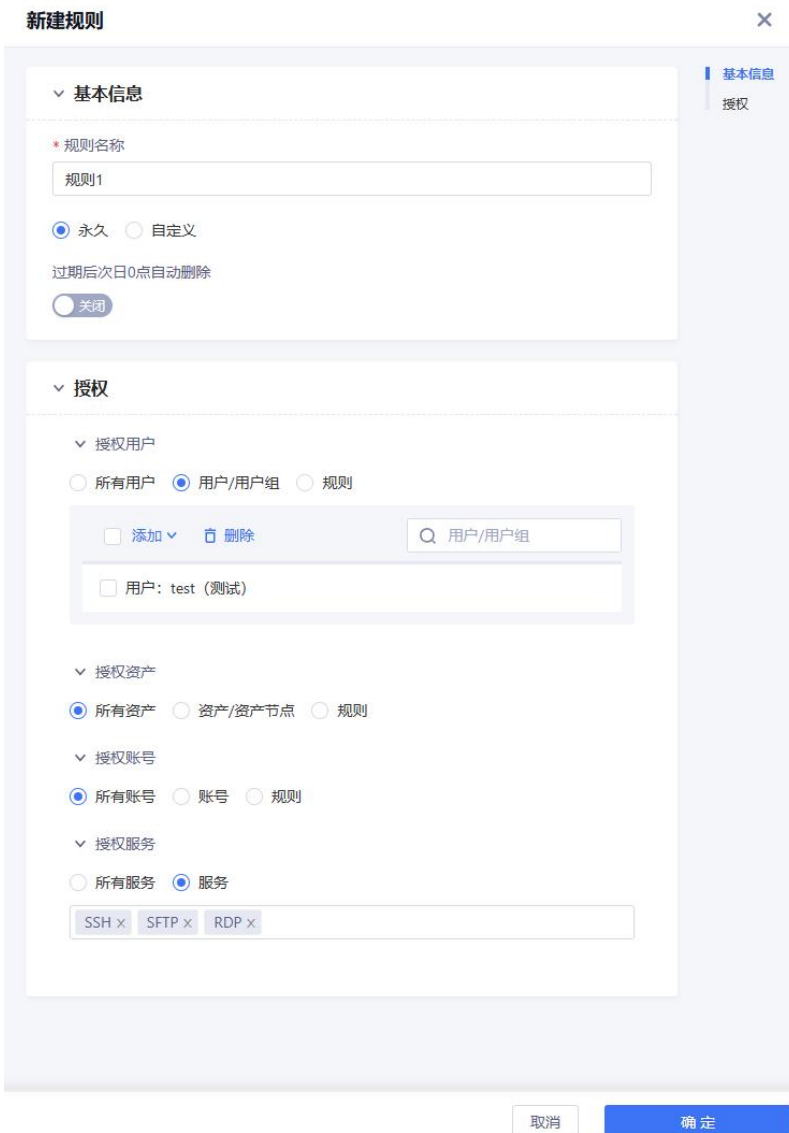 新建规则
基本信息
授权
基本信息
* 规则名称
规则1
永久 自定义
过期后次日0点自动删除
关闭
授权
授权用户
所有用户 用户/用户组 规则
添加 删除 用户/用户组
用户：test（测试）
授权资产
所有资产 资产/资产节点 规则
授权账号
所有账号 账号 规则
授权服务
所有服务 服务
SSH × SFTP × RDP ×
取消 确定